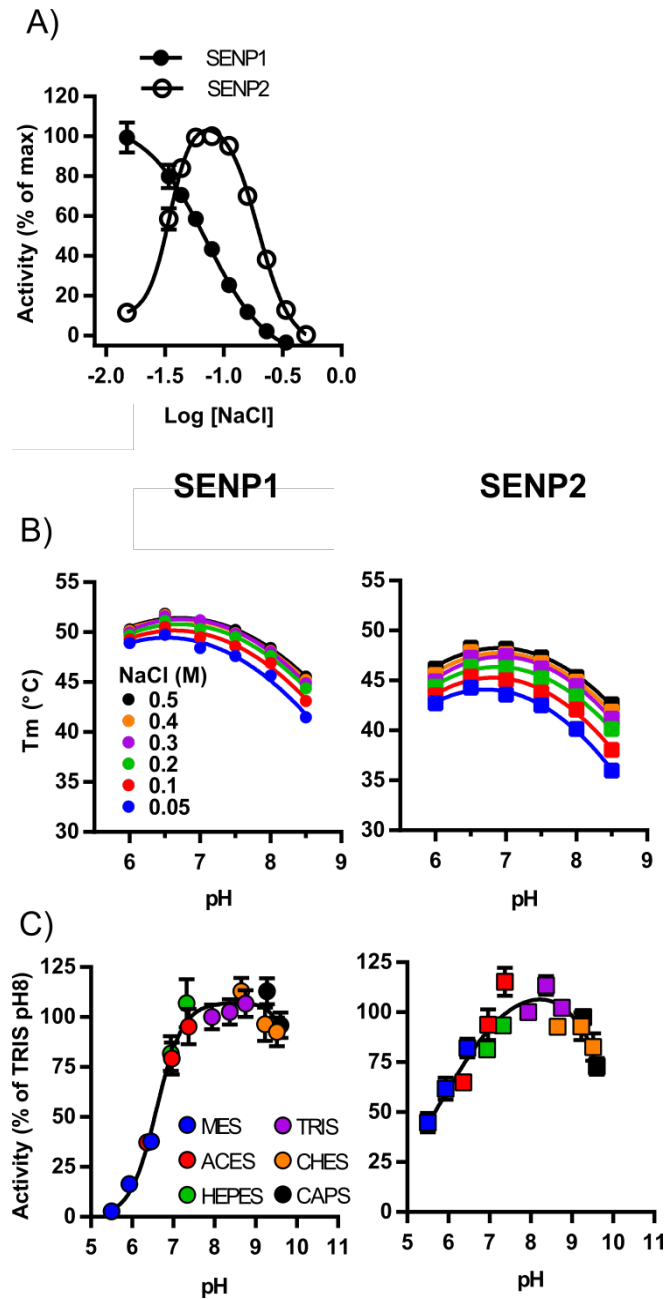 A)
SENP1
SENP2
Activity (% of max)
120
100
80
60
40
20
0
-2.0 -1.5 -1.0 -0.5 0.0
Log [NaCl]
SENP1 SENP2
B)
Tm (°C)
55 55
50 50
45 45
40 40
35 35
30 30
NaCl (M)
0.5
0.4
0.3
0.2
0.1
0.05
6 7 8 9 6 7 8 9
pH pH
C)
Activity (% of TRIS pH8)
125 125
100 100
75 75
50 50
25 25
0 0
MES TRIS
ACES CHES
HEPES CAPS
5 6 7 8 9 10 11 5 6 7 8 9 10 11
pH pH